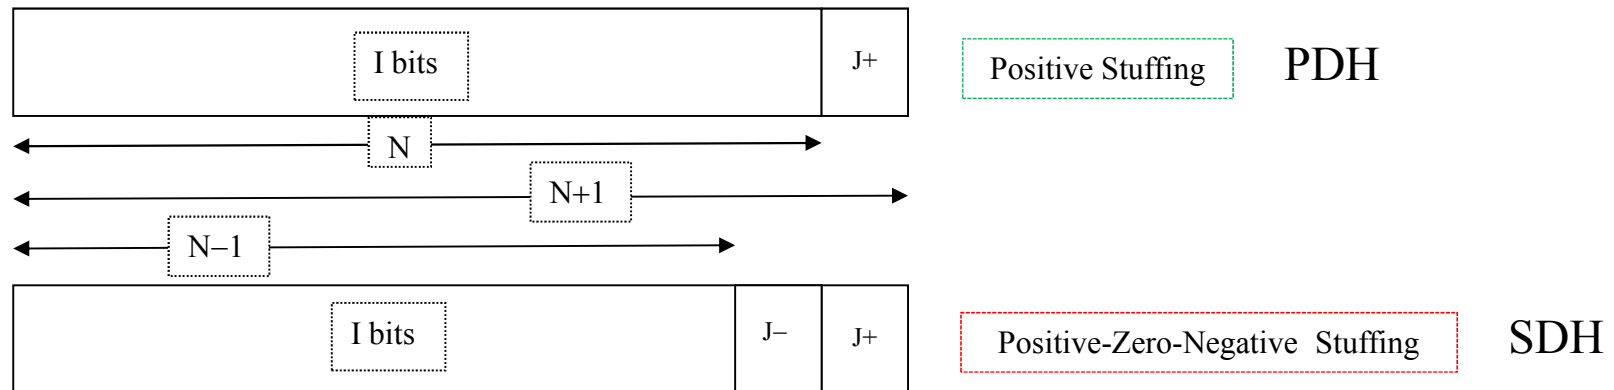 I bits J+ Positive Stuffing PDH
N
N+1
N–1
I bits J– J+ Positive-Zero-Negative Stuffing SDH